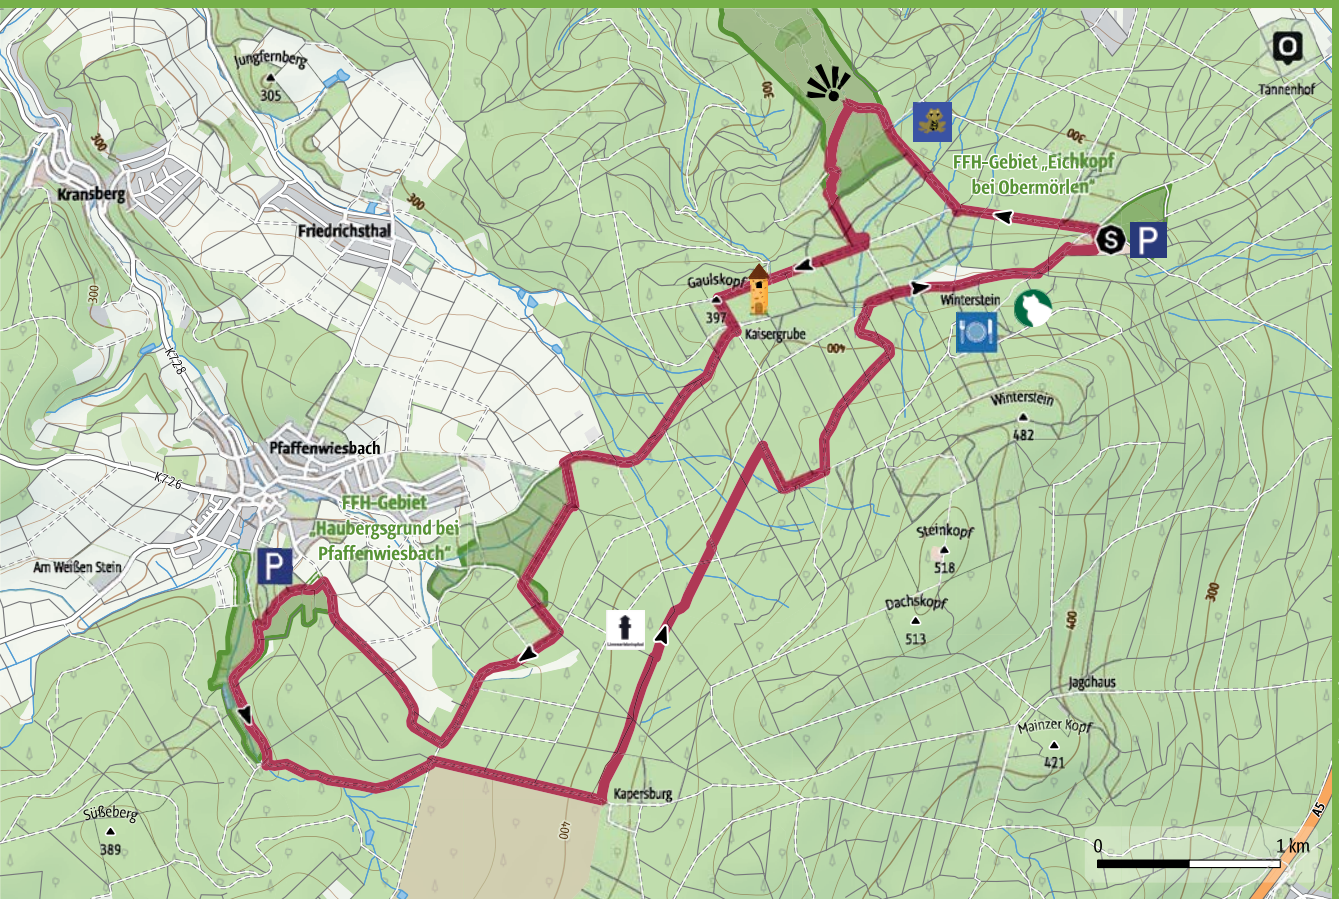 Jungfernberg
305
300
Tannenhof
300
300
Kransberg
FFH-Gebiet „Eichkopf
bei Obermörlen“
300
Friedrichsthal
S
P
300
Gaulskopf
397
Winterstein
Kaisergrube
400
K728
Winterstein
482
Pfaffenwiesbach
K726
FFH-Gebiet
„Haubergsgrund bei
Pfaffenwiesbach“
Steinkopf
518
P
Am Weißen Stein
Dachskopf
513
300
400
Jagdhaus
Mainzer Kopf
421
Kapersburg
Süßeberg
389
400
A5
0
1 km